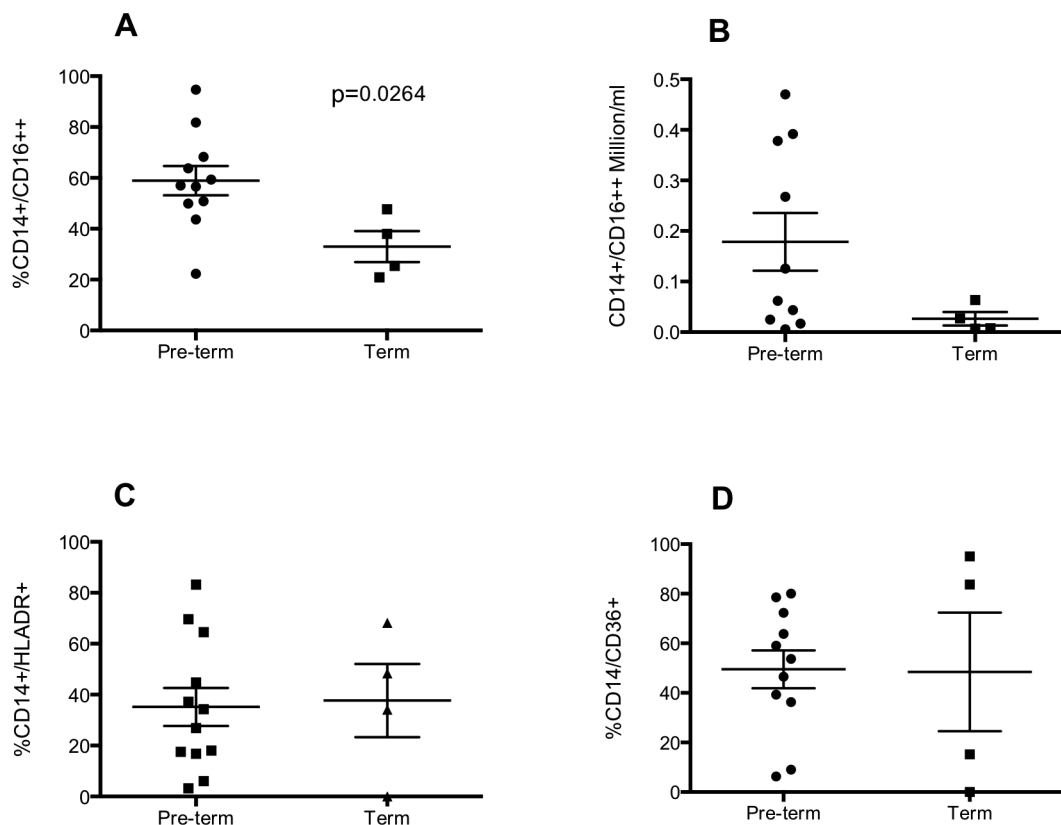 A
%CD14+/CD16++
100
80
60
40
20
0
p=0.0264
Pre-term
Term
B
CD14+/CD16++ Million/ml
0.5
0.4
0.3
0.2
0.1
0.0
Pre-term
Term
C
%CD14+/HLADR+
100
80
60
40
20
0
Pre-term
Term
D
%CD14/CD36+
100
80
60
40
20
0
Pre-term
Term